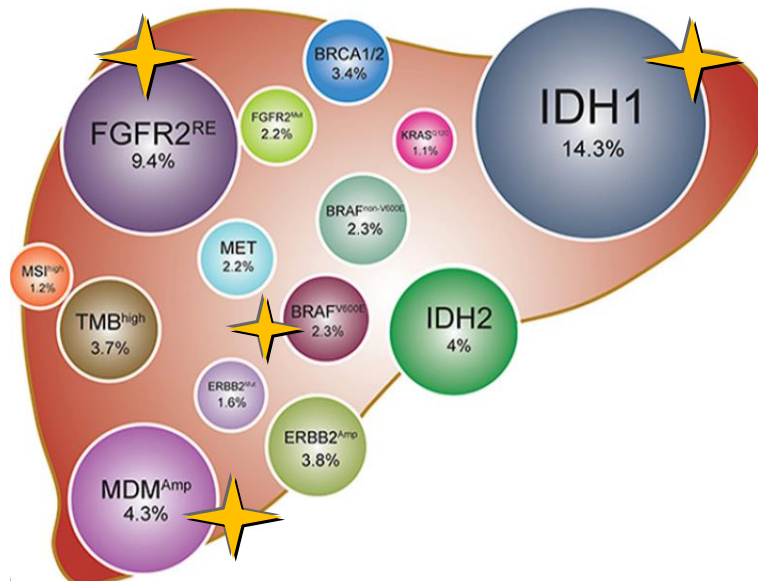 BRCA1/2
3.4%
IDH1
14.3%
FGFR2ᴿᴱ
9.4%
FGFR2ᴹᵘᵗ
2.2%
KRASᴳ¹²ᶜ
1.1%
BRAFⁿᵒⁿ⁻ⱽ⁶⁰⁰ᴱ
2.3%
MET
2.2%
MSIʰⁱᵍʰ
1.2%
TMBʰⁱᵍʰ
3.7%
BRAFⱽ⁶⁰⁰ᴱ
2.3%
IDH2
4%
ERBB2ᴹᵘᵗ
1.6%
ERBB2ᴬᵐᵖ
3.8%
MDMᴬᵐᵖ
4.3%